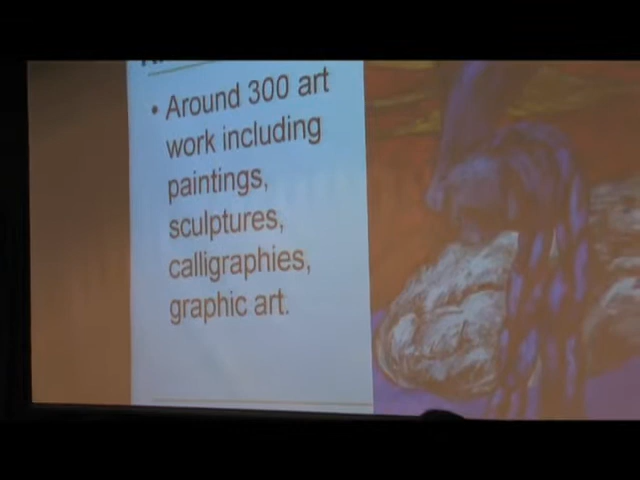 • Around 300 art
work including
paintings,
sculptures,
calligraphies,
graphic art.